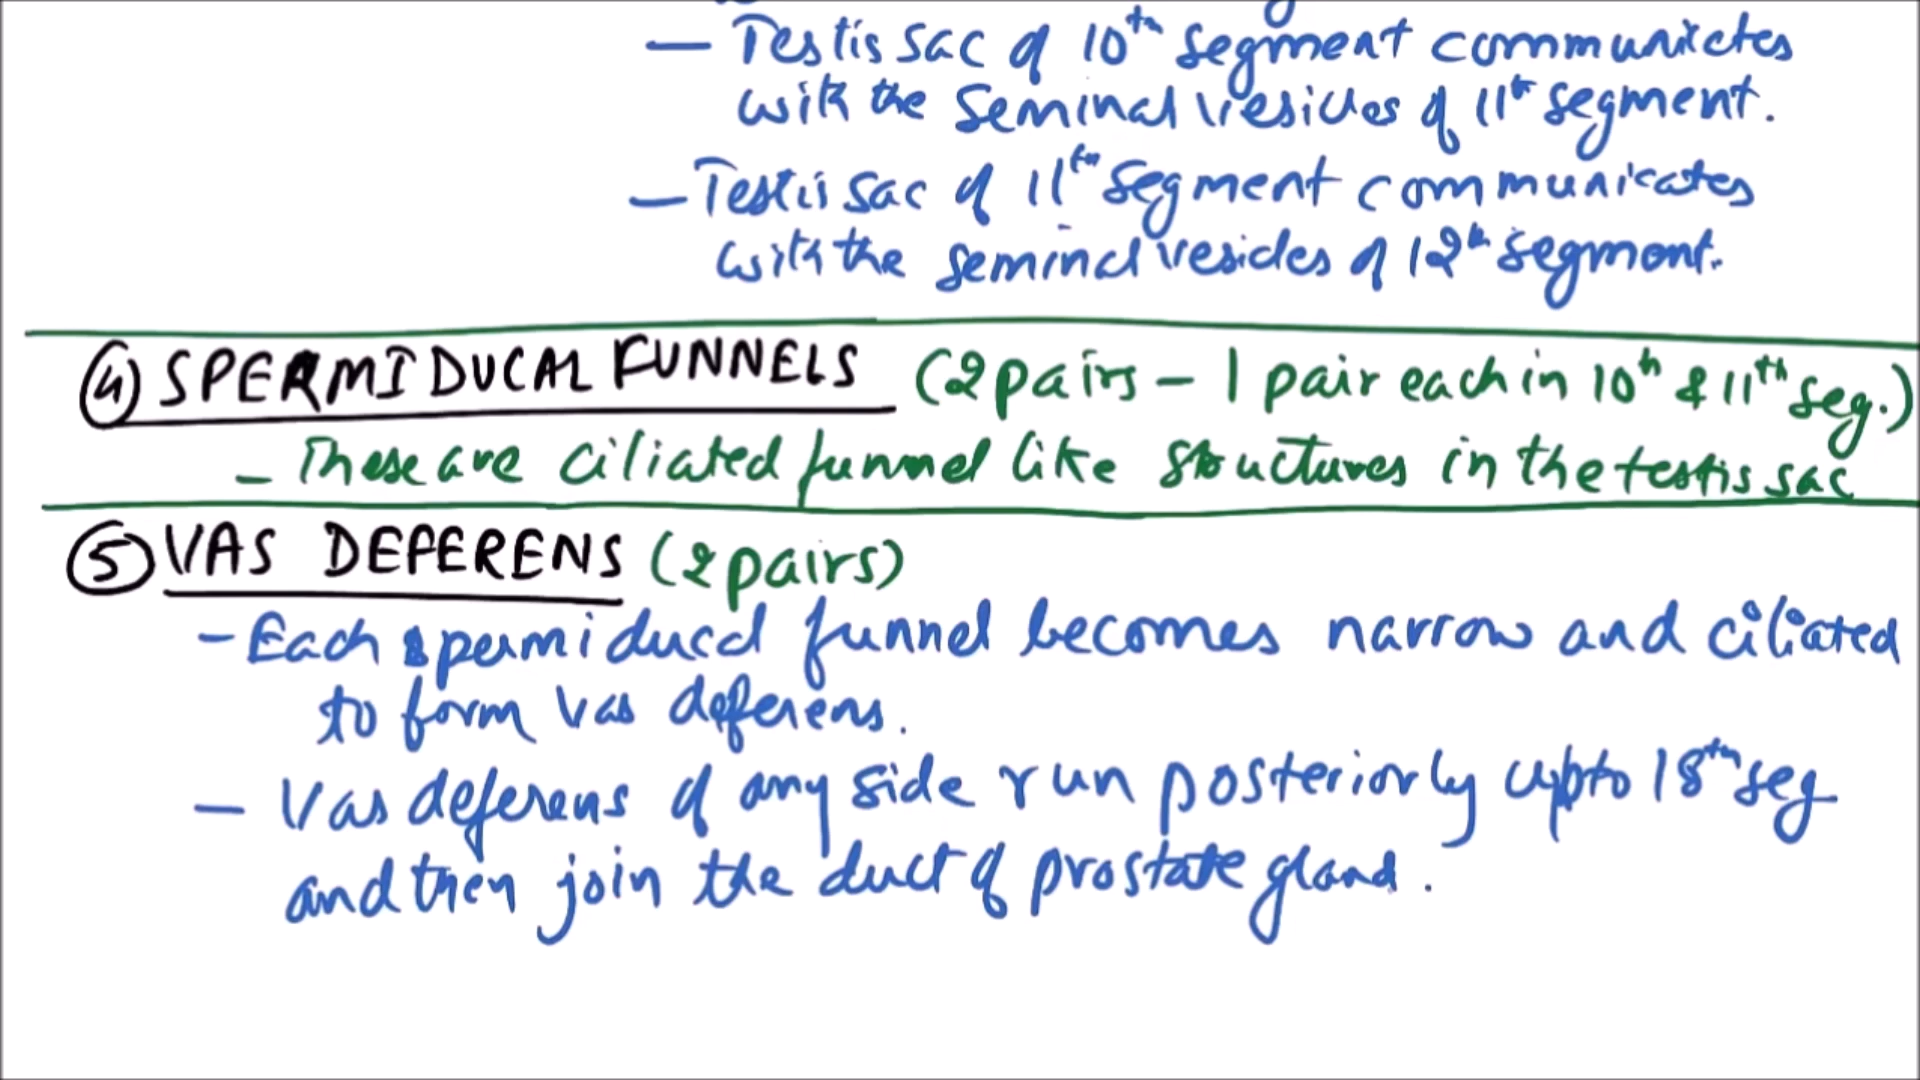 — Testis sac of 10th segment communicates
with the seminal vesicles of 11th segment.
— Testis sac of 11th segment communicates
with the seminal vesicles of 12th segment.
④ SPERMIDUCAL FUNNELS (2 pairs – 1 pair each in 10th & 11th seg.)
– These are ciliated funnel like structures in the testis sac
⑤ VAS DEFERENS (2 pairs)
– Each spermiducal funnel becomes narrow and ciliated
to form vas deferens.
— Vas deferens of any side run posteriorly upto 18th seg
and then join the duct of prostate gland.